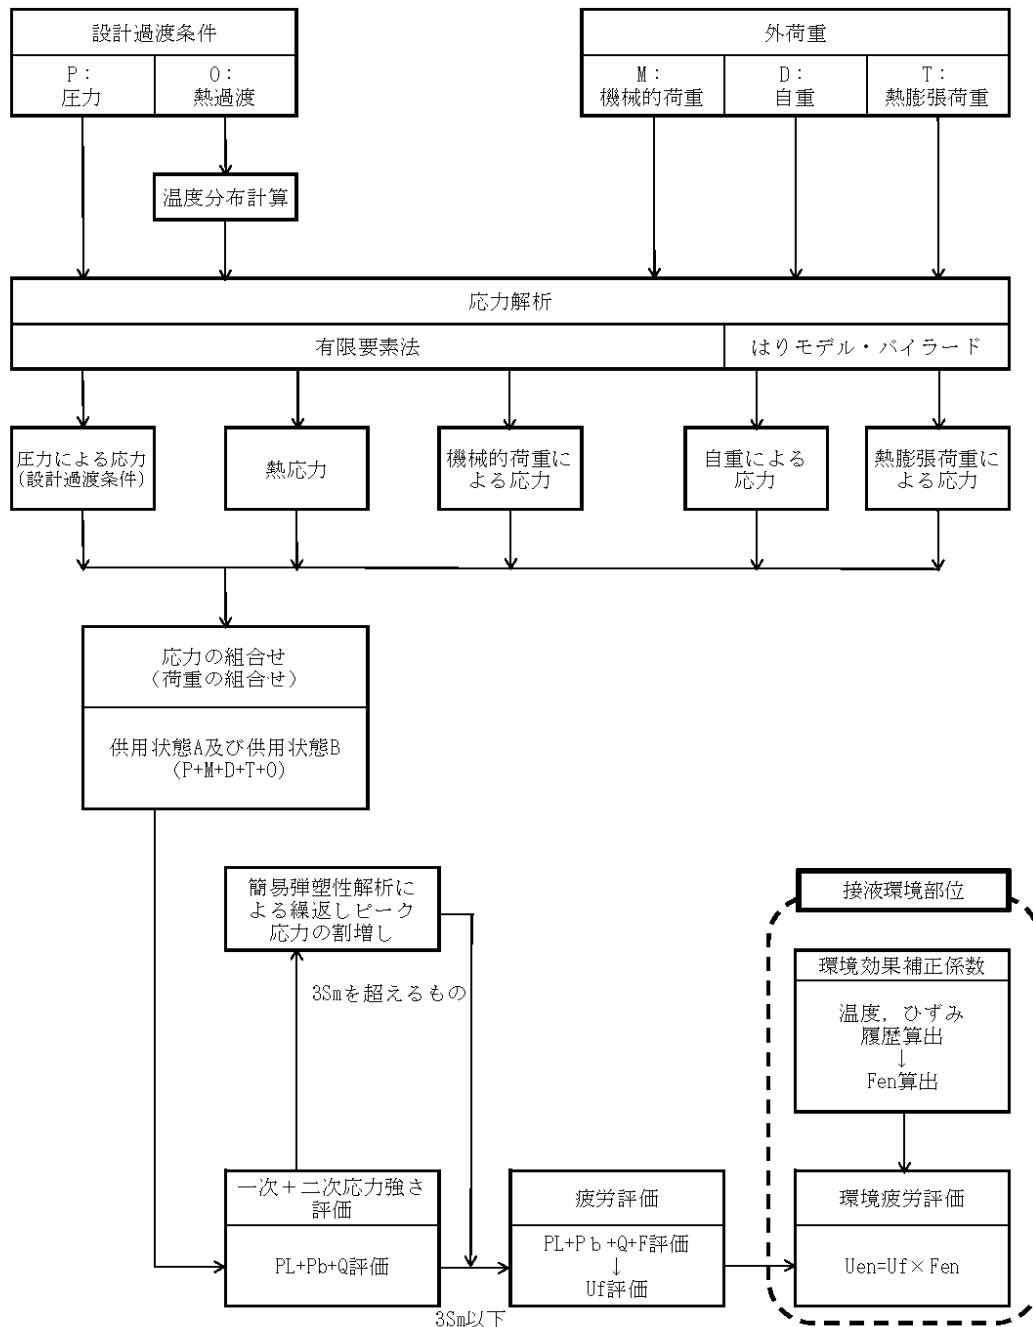 設計過渡条件
P：
圧力
O：
熱過渡
外荷重
M：
機械的荷重
D：
自重
T：
熱膨張荷重
温度分布計算
応力解析
有限要素法
はりモデル・バイラード
圧力による応力
(設計過渡条件)
熱応力
機械的荷重に
よる応力
自重による
応力
熱膨張荷重に
よる応力
応力の組合せ
（荷重の組合せ）
供用状態A及び供用状態B
(P+M+D+T+O)
簡易弾塑性解析に
よる繰返しピーク
応力の割増し
3Smを超えるもの
接液環境部位
環境効果補正係数
温度，ひずみ
履歴算出
↓
Fen算出
一次＋二次応力強さ
評価
PL+Pb+Q評価
3Sm以下
疲労評価
PL+Pｂ+Q+F評価
↓
Uf評価
環境疲労評価
Uen=Uf×Fen